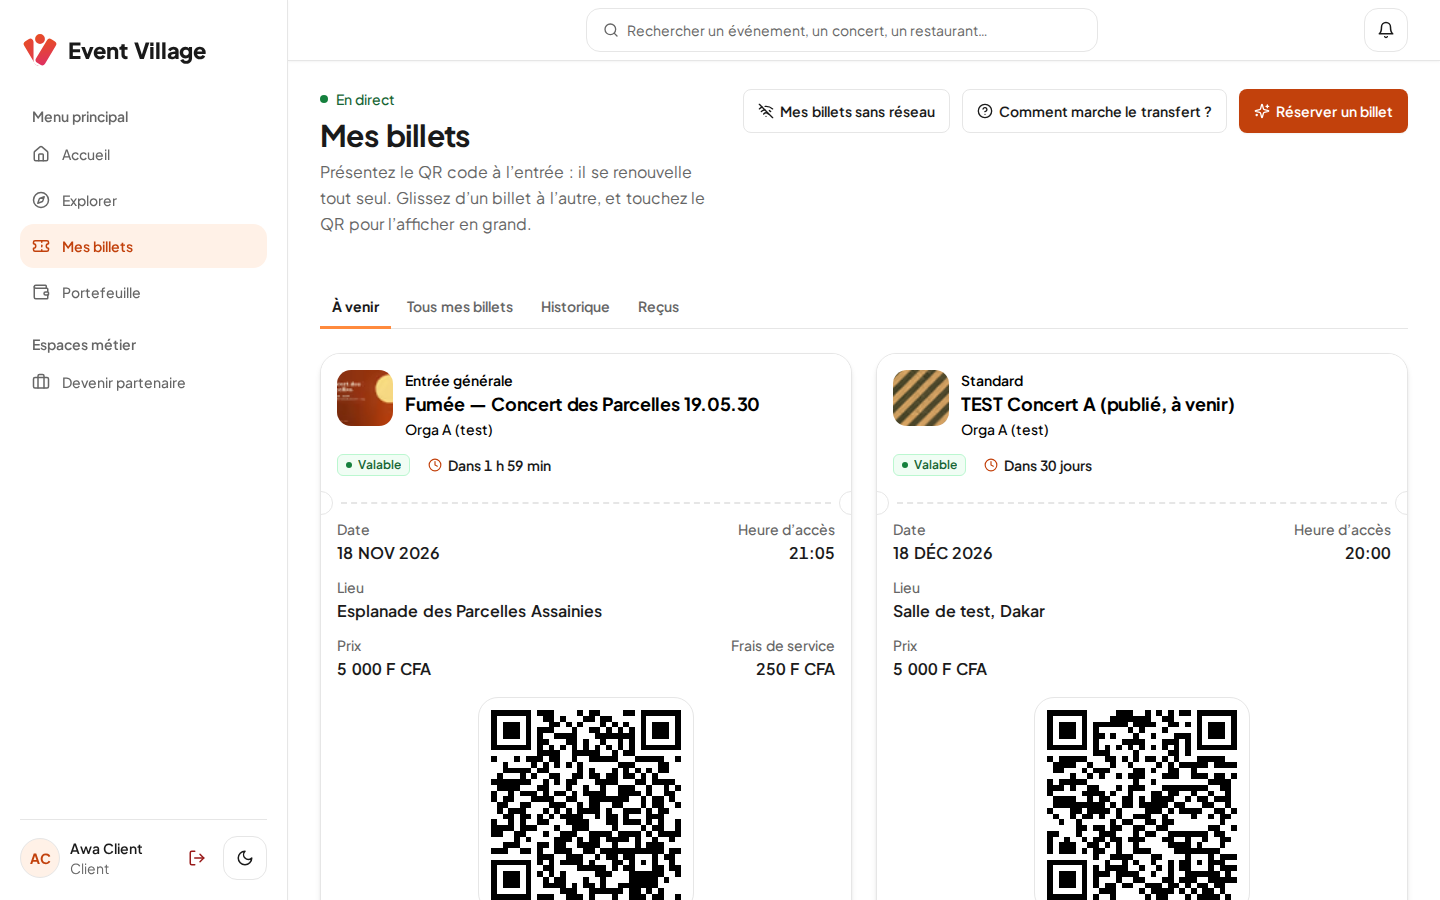 Event Village
Menu principal
Accueil
Explorer
Mes billets
Portefeuille
Espaces métier
Devenir partenaire
AC
Awa Client
Client
Rechercher un événement, un concert, un restaurant…
En direct
Mes billets
Présentez le QR code à l’entrée : il se renouvelle
tout seul. Glissez d’un billet à l’autre, et touchez le
QR pour l’afficher en grand.
Mes billets sans réseau
Comment marche le transfert ?
Réserver un billet
À venir
Tous mes billets
Historique
Reçus
Entrée générale
Fumée — Concert des Parcelles 19.05.30
Orga A (test)
Valable
Dans 1 h 59 min
Date
Heure d’accès
18 NOV 2026
21:05
Lieu
Esplanade des Parcelles Assainies
Prix
Frais de service
5 000 F CFA
250 F CFA
Standard
TEST Concert A (publié, à venir)
Orga A (test)
Valable
Dans 30 jours
Date
Heure d’accès
18 DÉC 2026
20:00
Lieu
Salle de test, Dakar
Prix
5 000 F CFA